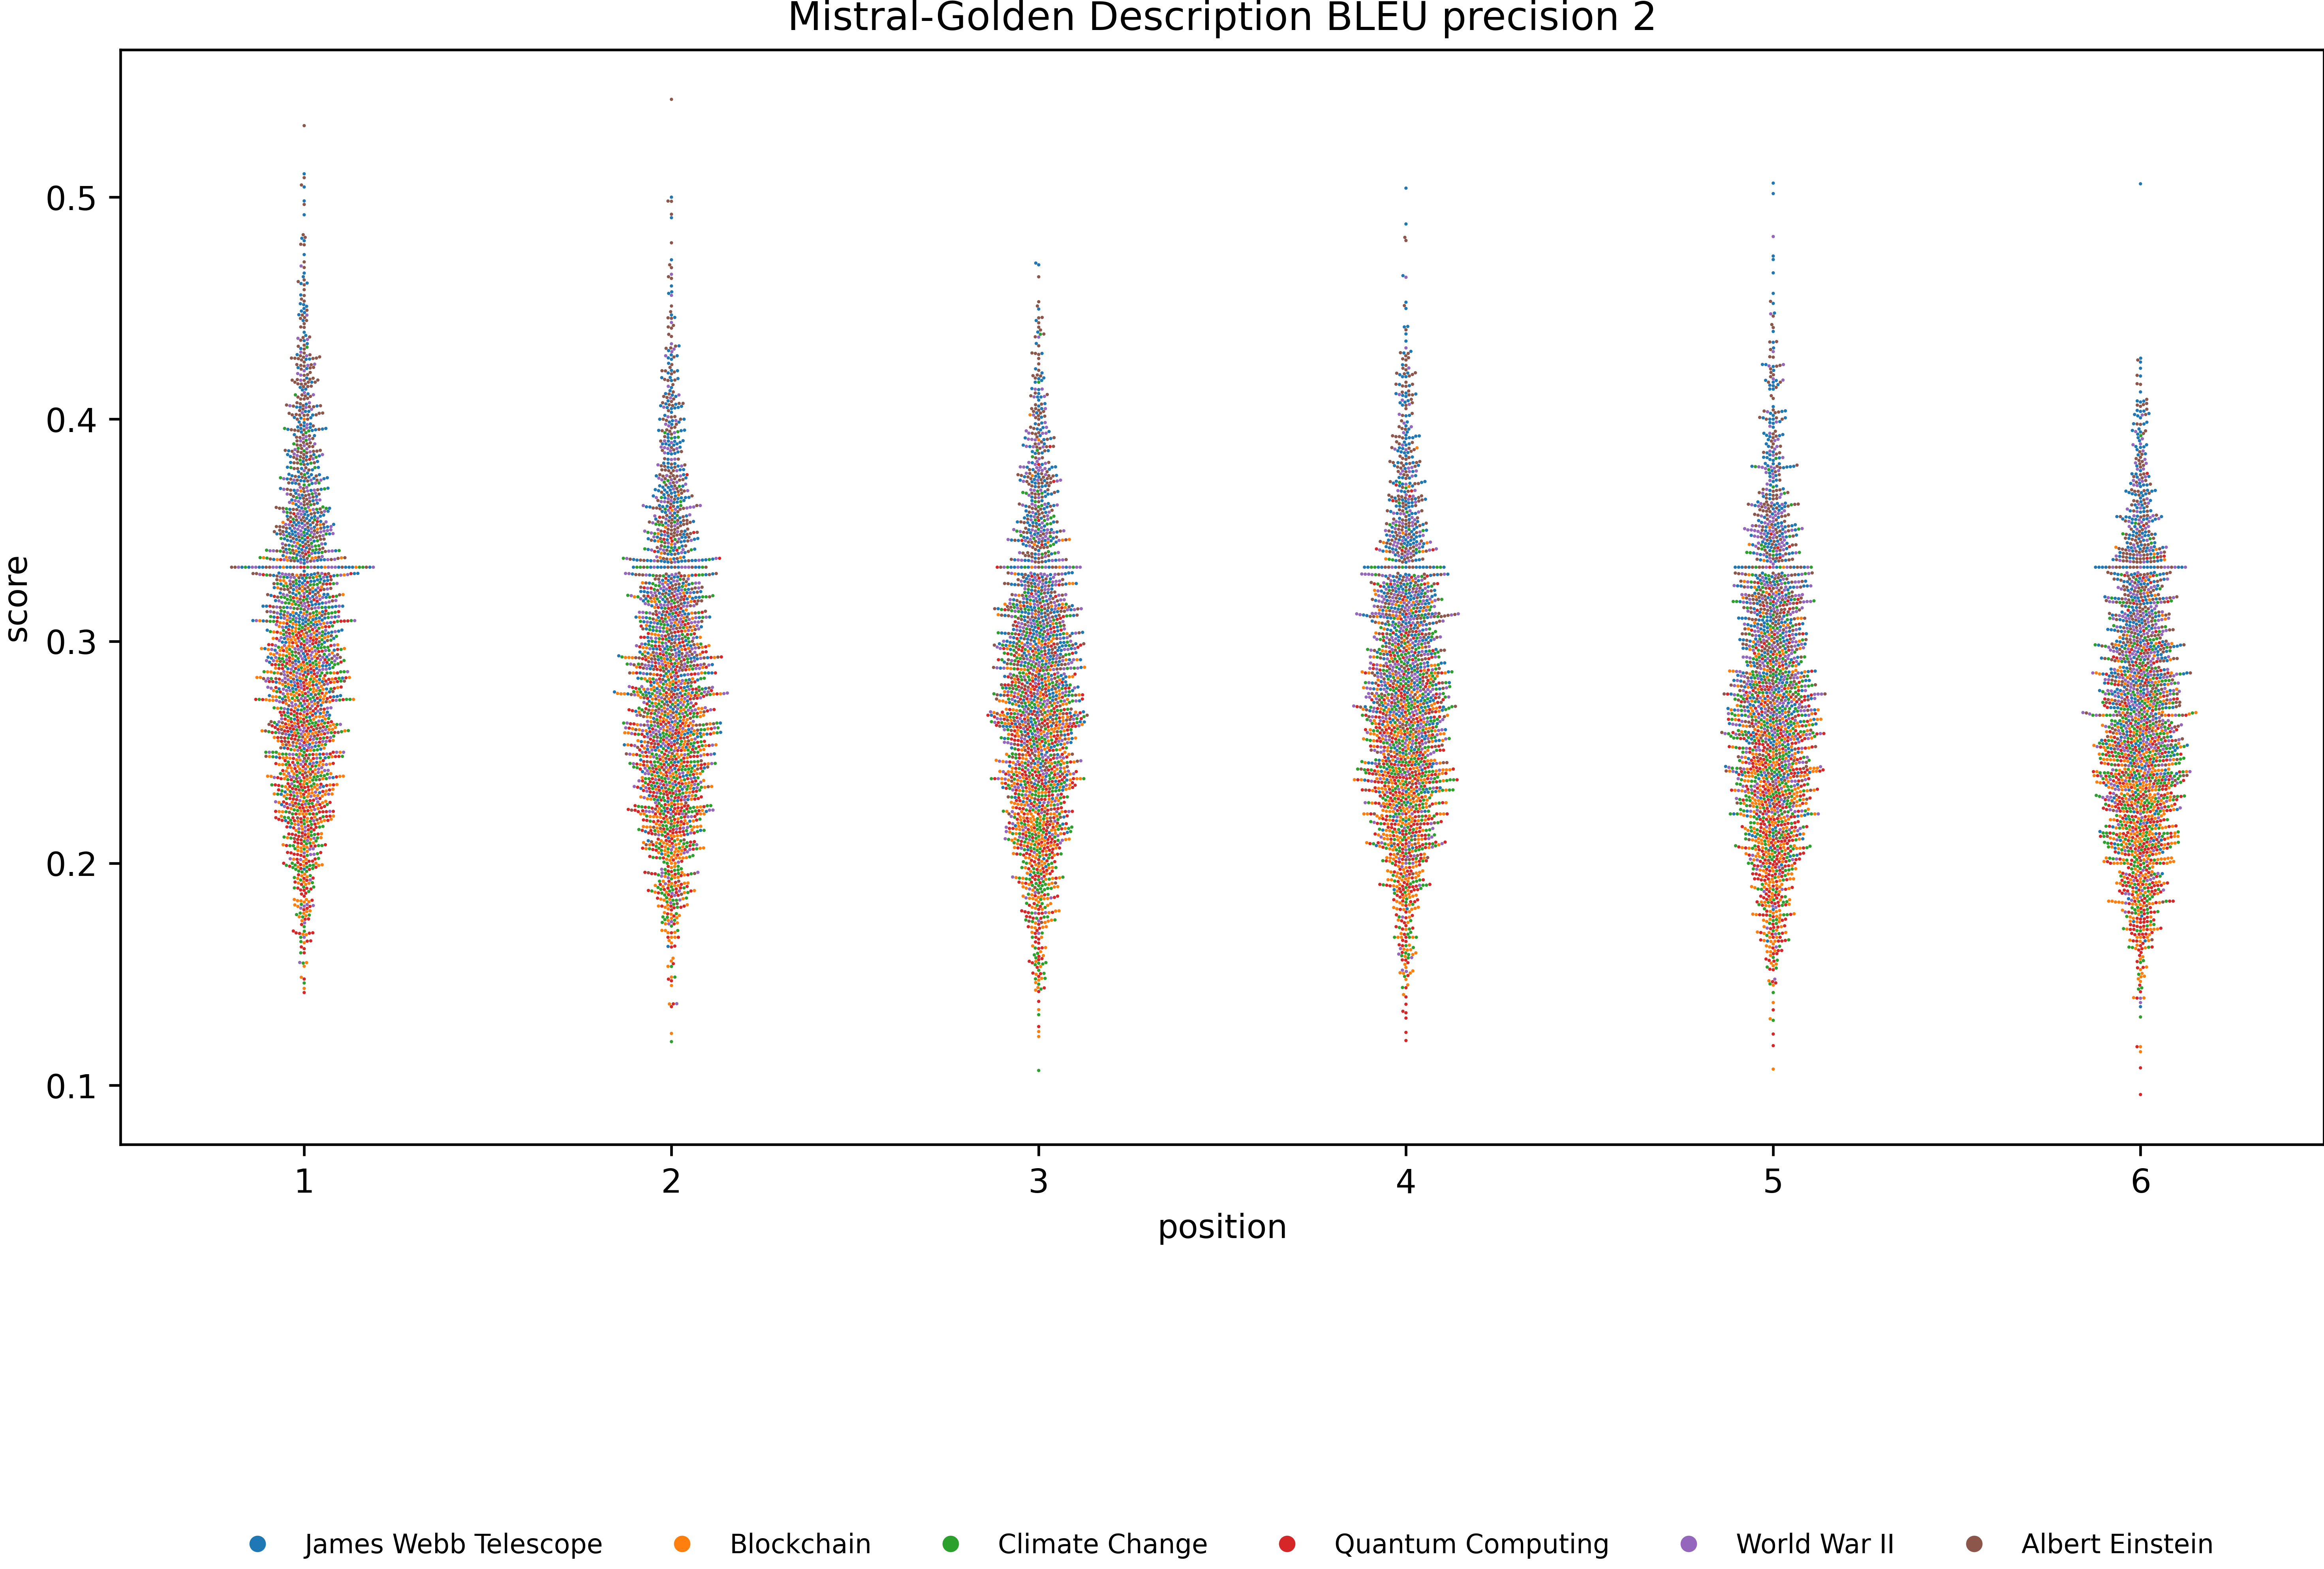 Mistral-Golden Description BLEU precision 2
score
0.5
0.4
0.3
0.2
0.1
1 2 3 4 5 6
position
James Webb Telescope Blockchain Climate Change Quantum Computing World War II Albert Einstein